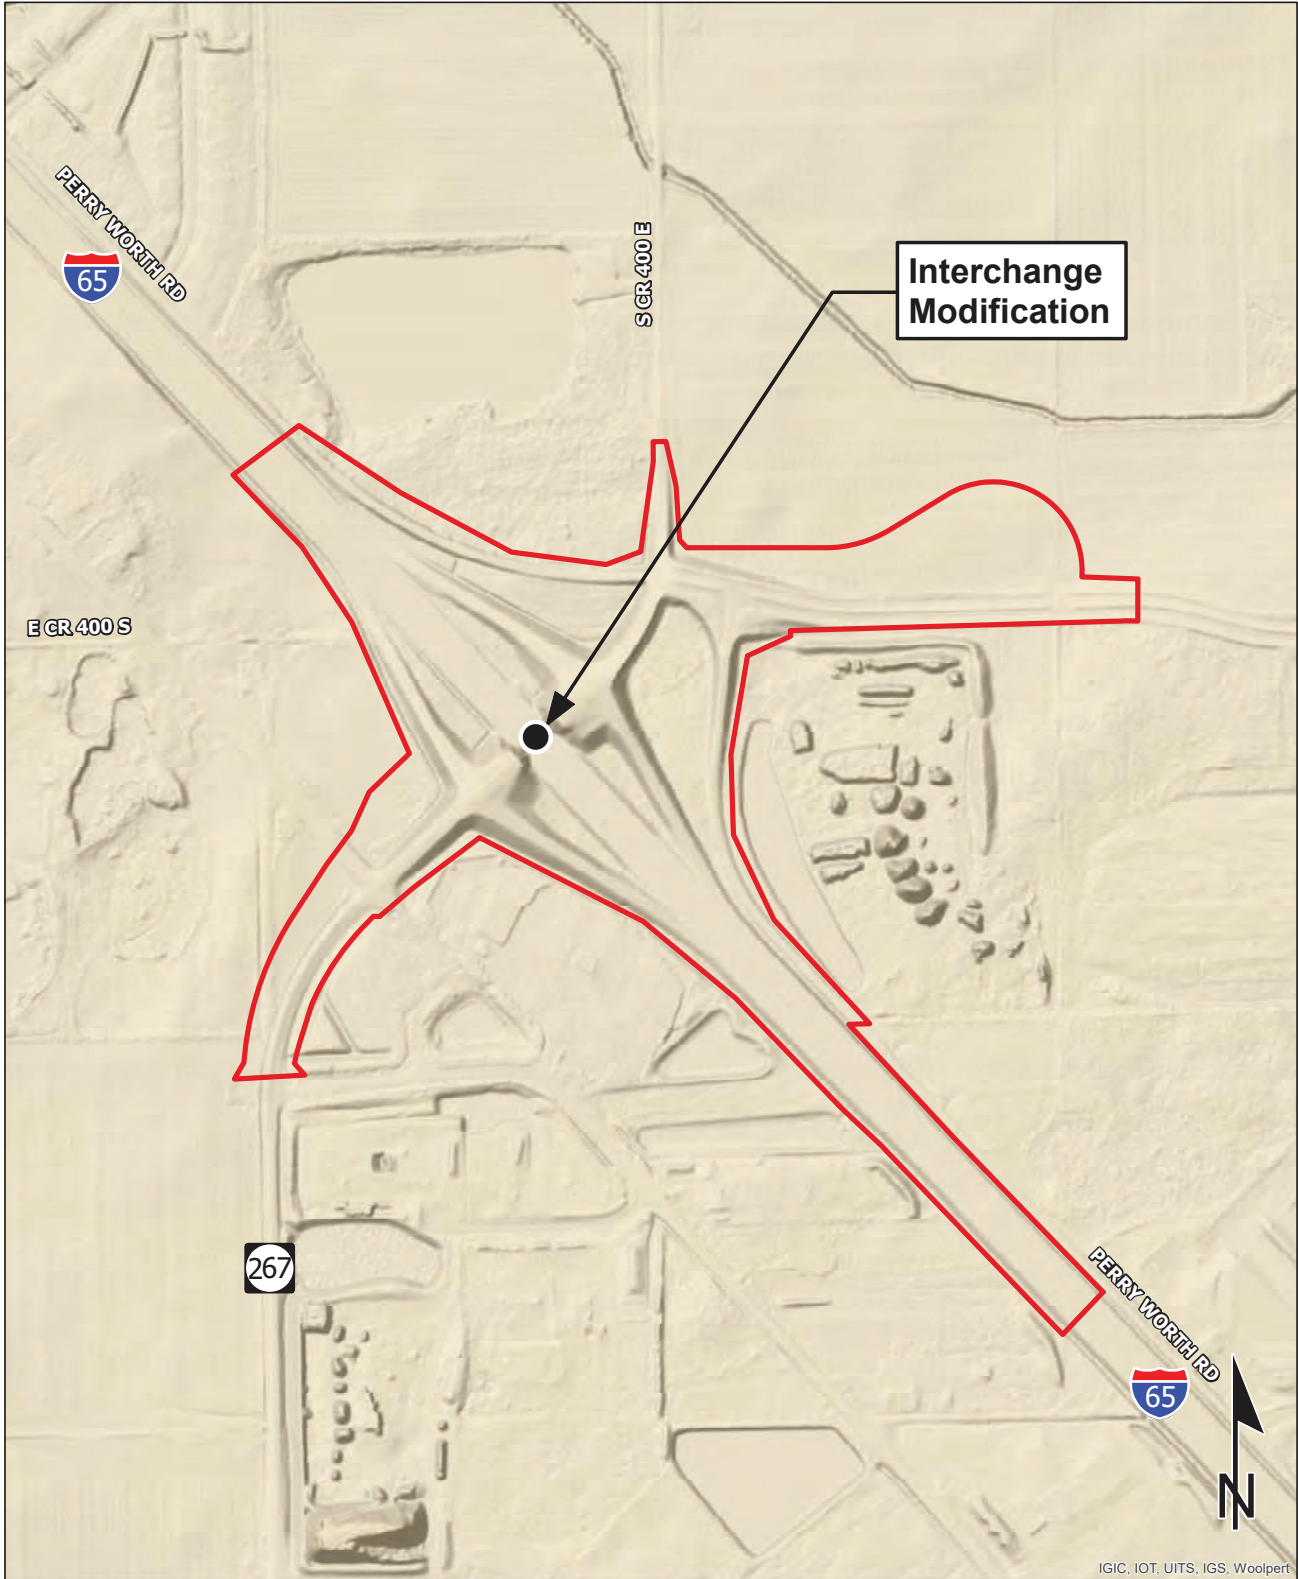 PERRY WORTH RD
65
S CR 400 E
Interchange
Modification
E CR 400 S
267
PERRY WORTH RD
65
N
IGIC, IOT, UITS, IGS, Woolpert